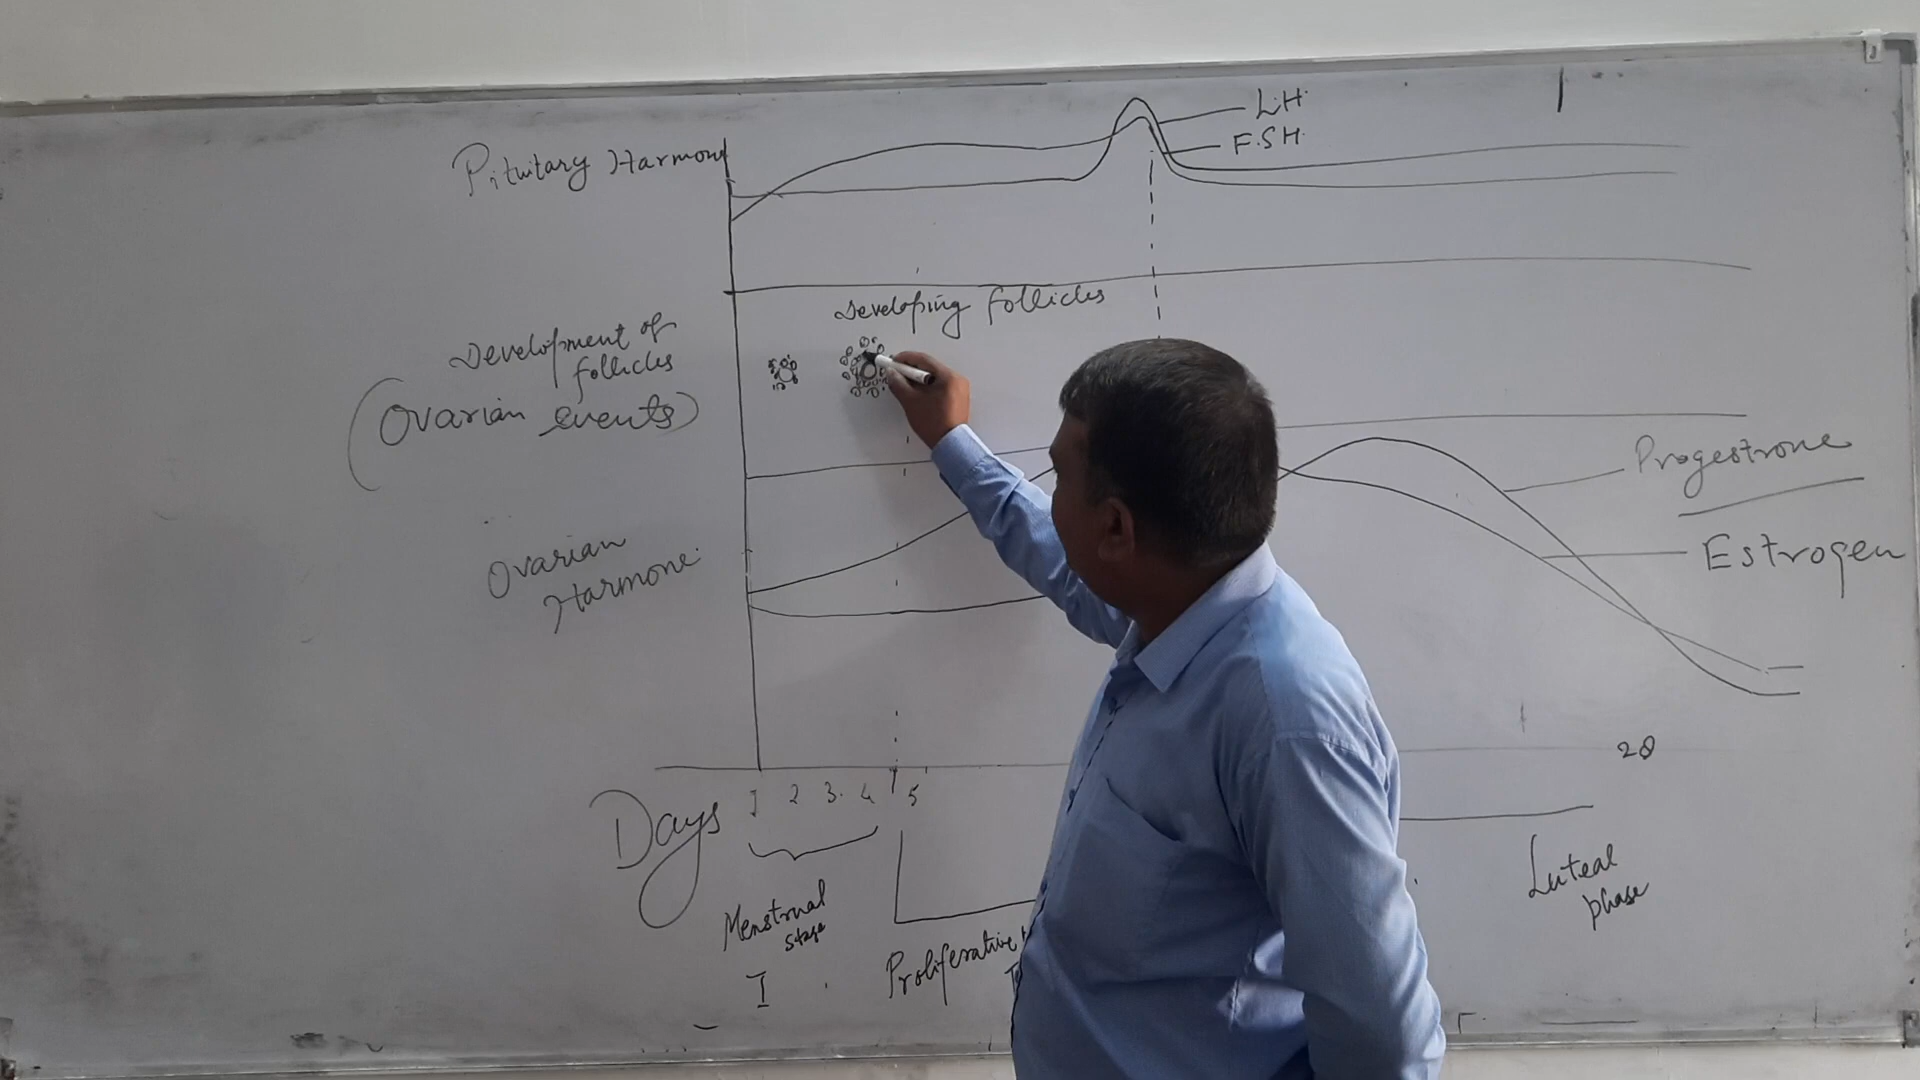 L.H.
F.S.H.
Pituitary Harmone
Developing follicles
Development of
follicles
(Ovarian events)
Progestrone
Estrogen
Ovarian
Harmone
28
Days 1 2 3 4 5
Menstrual
stage
I
Proliferative
Luteal
phase